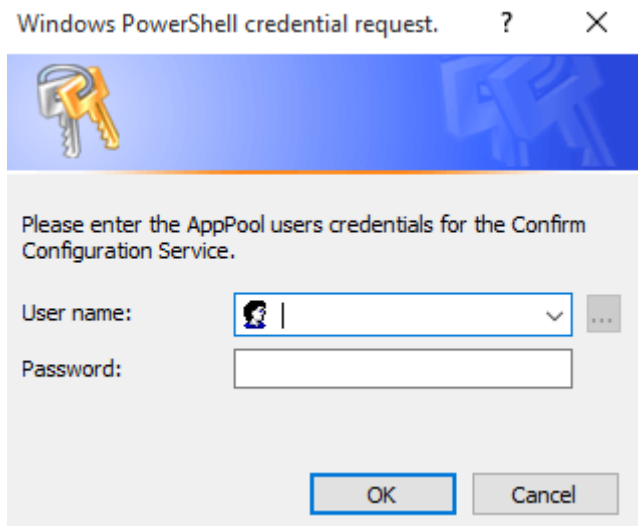 Windows PowerShell credential request. ?
Please enter the AppPool users credentials for the Confirm
Configuration Service.
User name:
...
Password:
OK Cancel